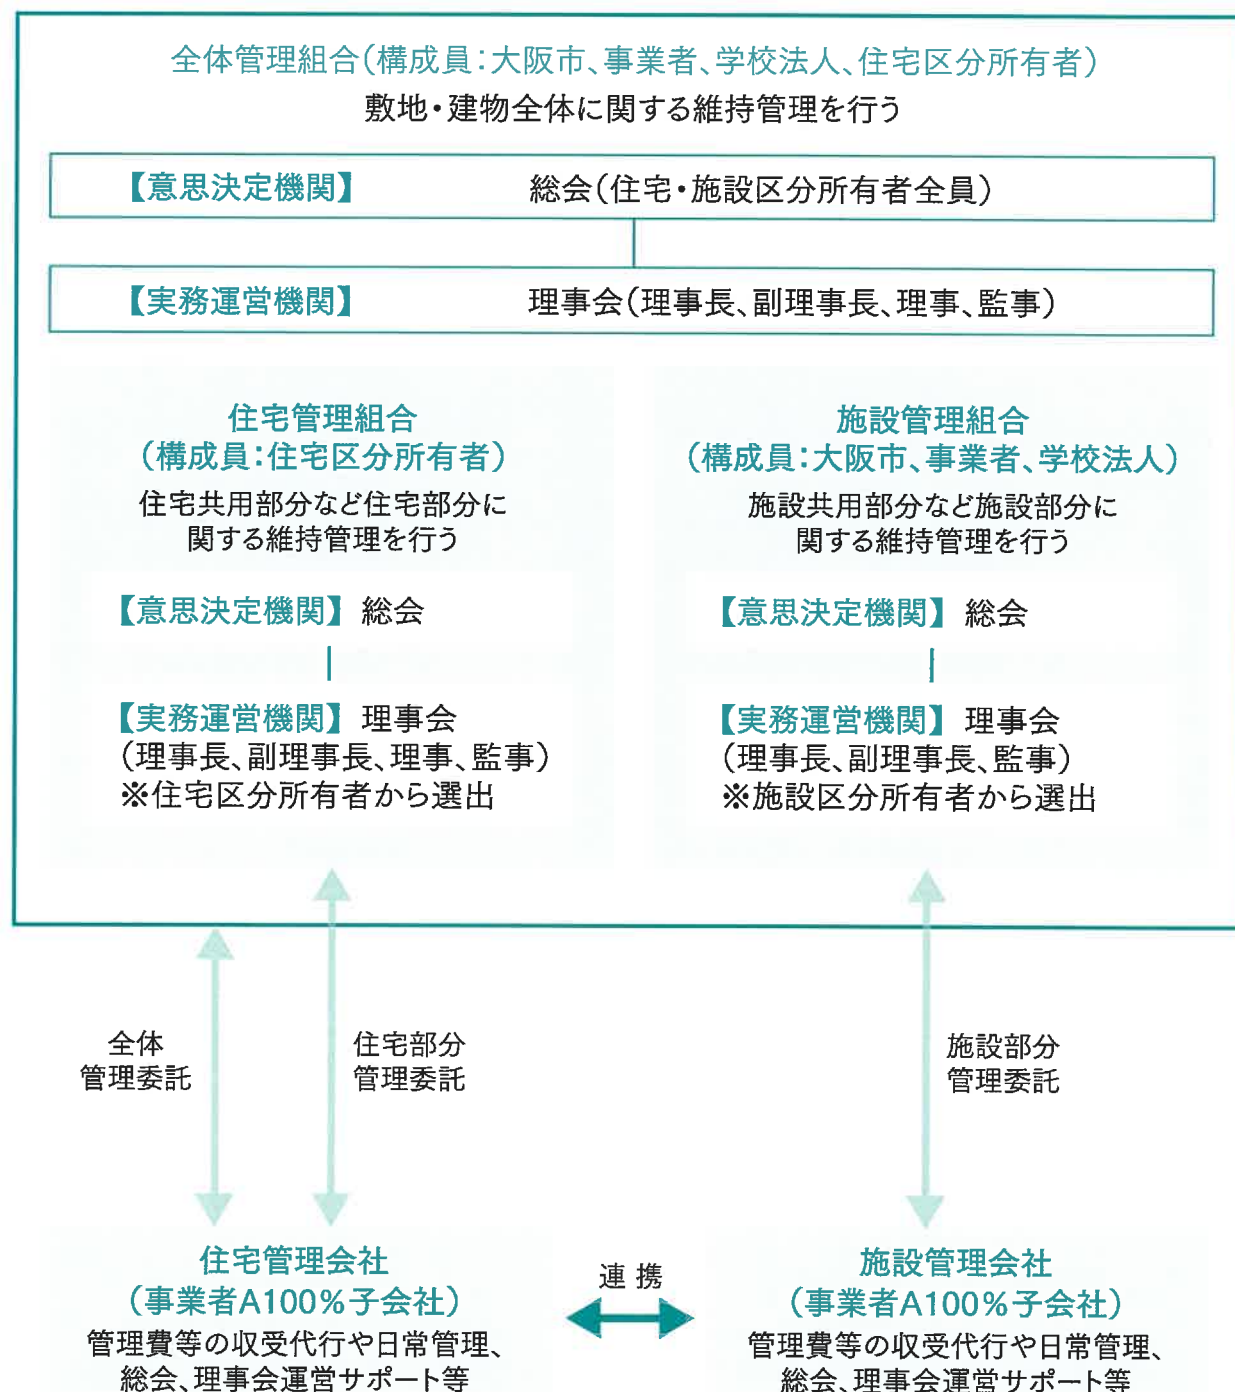 全体管理組合(構成員:大阪市、事業者、学校法人、住宅区分所有者)
敷地・建物全体に関する維持管理を行う
【意思決定機関】 総会(住宅・施設区分所有者全員)
【実務運営機関】 理事会(理事長、副理事長、理事、監事)
住宅管理組合
(構成員:住宅区分所有者)
住宅共用部分など住宅部分に
関する維持管理を行う
【意思決定機関】 総会
【実務運営機関】 理事会
(理事長、副理事長、理事、監事)
※住宅区分所有者から選出
施設管理組合
(構成員:大阪市、事業者、学校法人)
施設共用部分など施設部分に
関する維持管理を行う
【意思決定機関】 総会
【実務運営機関】 理事会
(理事長、副理事長、監事)
※施設区分所有者から選出
全体
管理委託
住宅部分
管理委託
施設部分
管理委託
住宅管理会社
(事業者A100%子会社)
管理費等の収受代行や日常管理、
総会、理事会運営サポート等
連携
施設管理会社
(事業者A100%子会社)
管理費等の収受代行や日常管理、
総会、理事会運営サポート等